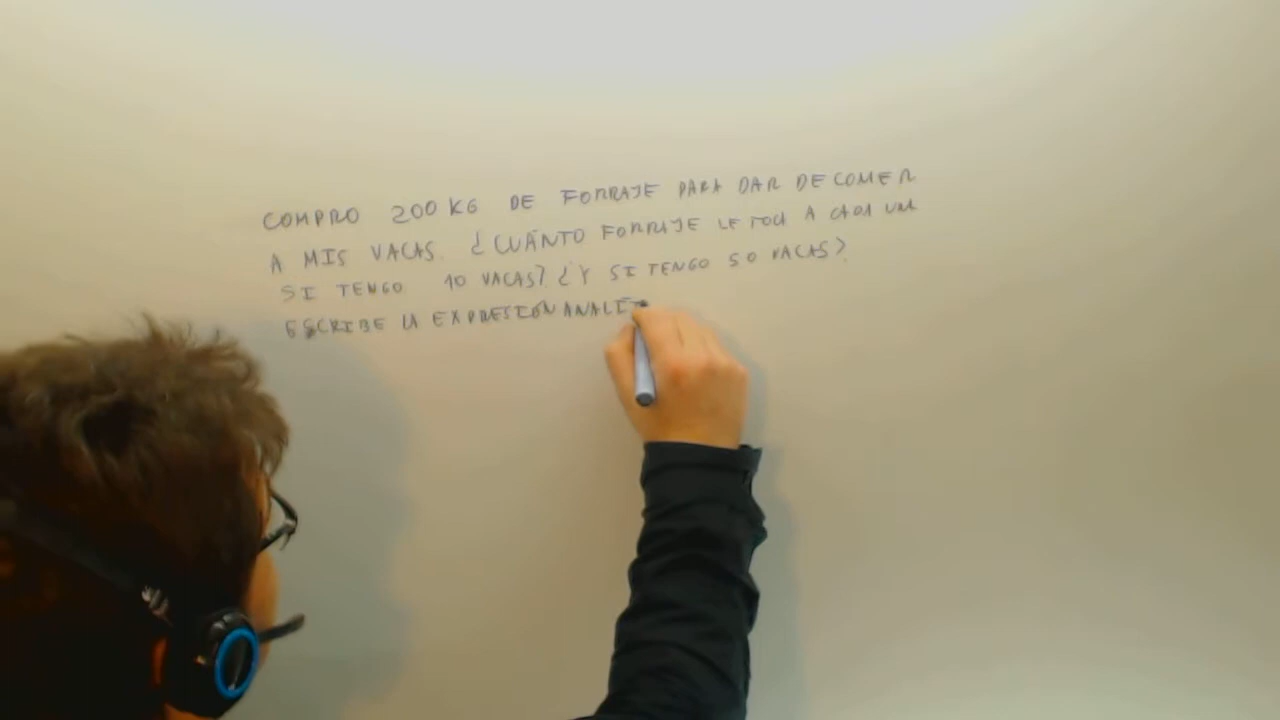 COMPRO 200 KG DE FORRAJE PARA DAR DE COMER
A MIS VACAS. ¿CUÁNTO FORRAJE LE TOCA A CADA UNA
SI TENGO 10 VACAS? ¿Y SI TENGO 50 VACAS?
ESCRIBE LA EXPRESIÓN ANALÍT